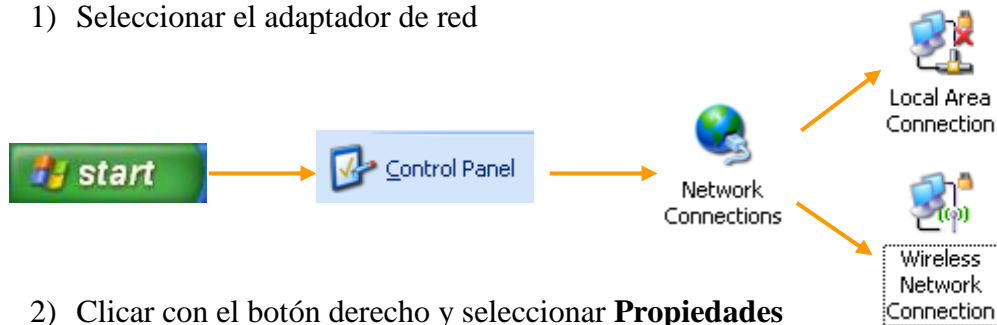 1) Seleccionar el adaptador de red
Local Area
Connection
start
Control Panel
Network
Connections
Wireless
Network
Connection
2) Clicar con el botón derecho y seleccionar Propiedades